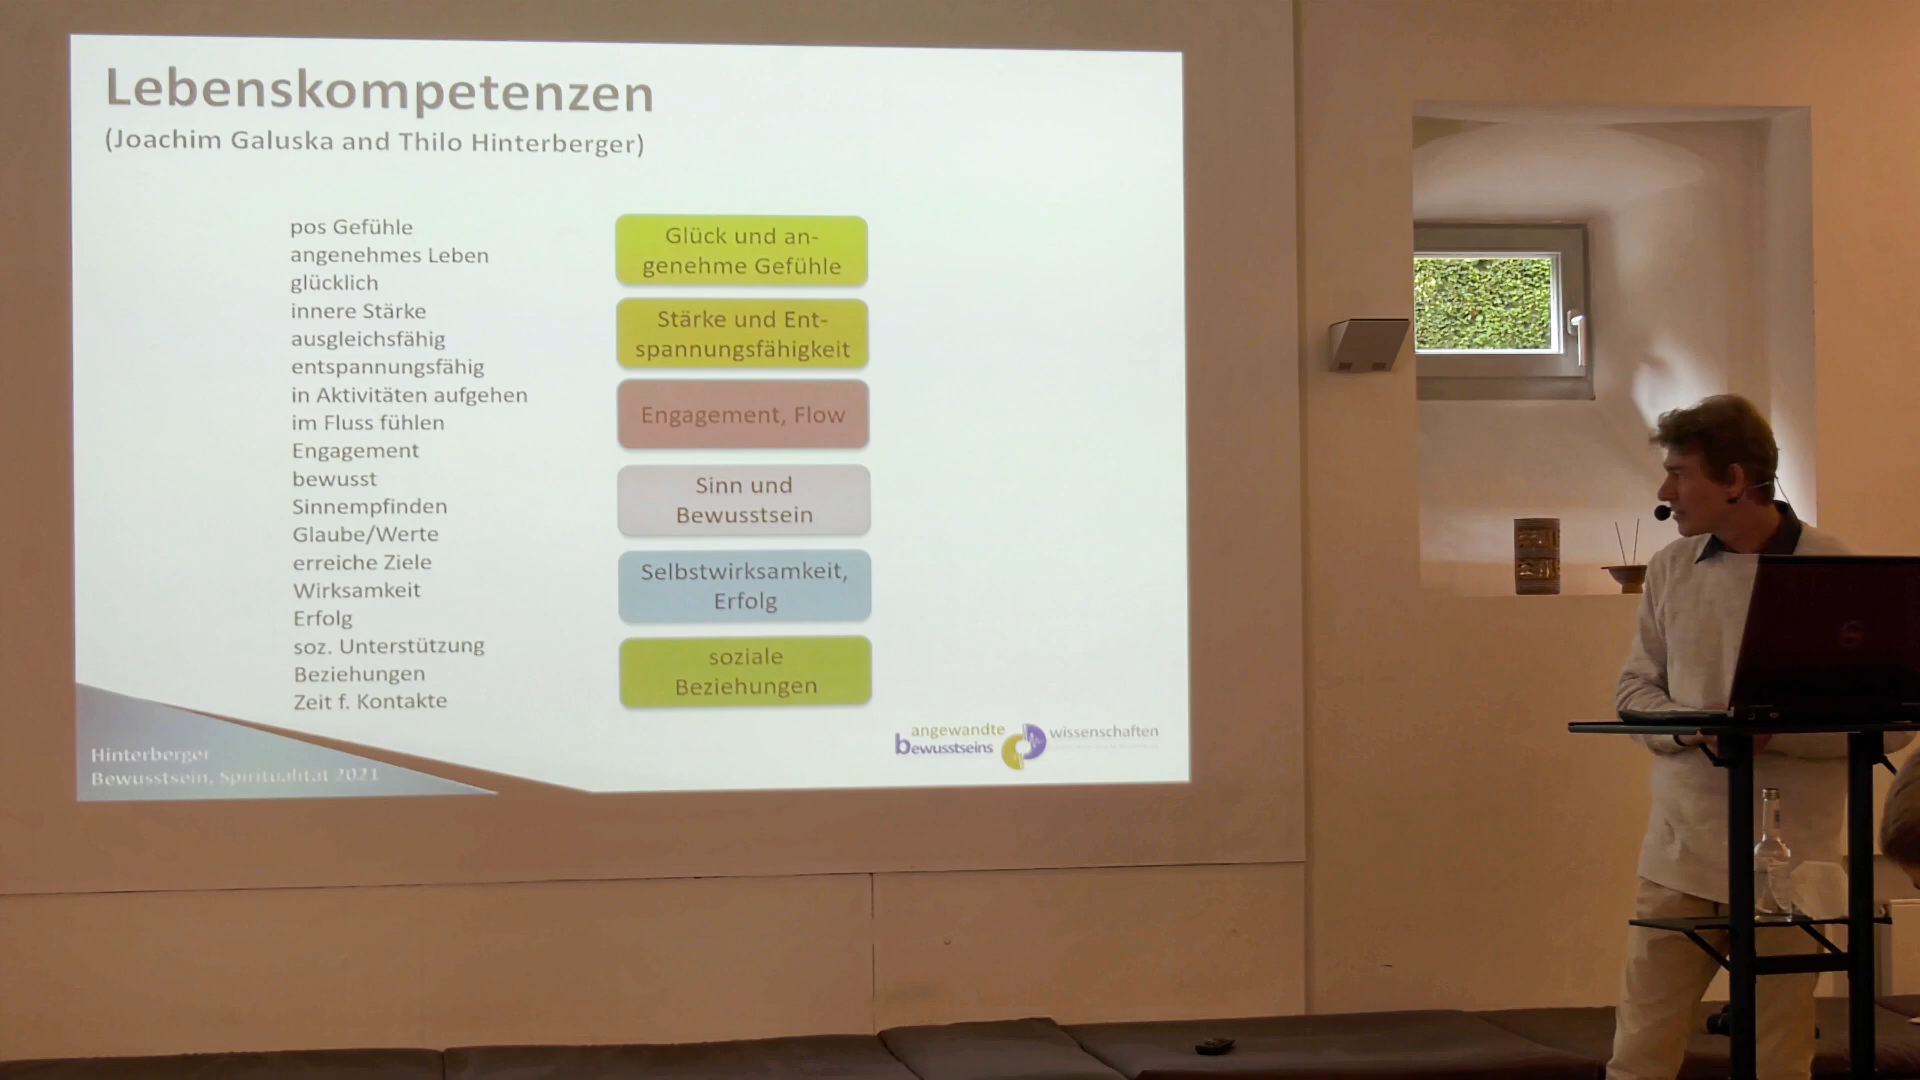 Lebenskompetenzen
(Joachim Galuska and Thilo Hinterberger)
pos Gefühle
angenehmes Leben
glücklich
innere Stärke
ausgleichsfähig
entspannungsfähig
in Aktivitäten aufgehen
im Fluss fühlen
Engagement
bewusst
Sinnempfinden
Glaube/Werte
erreiche Ziele
Wirksamkeit
Erfolg
soz. Unterstützung
Beziehungen
Zeit f. Kontakte
Glück und an-
genehme Gefühle
Stärke und Ent-
spannungsfähigkeit
Engagement, Flow
Sinn und
Bewusstsein
Selbstwirksamkeit,
Erfolg
soziale
Beziehungen
Hinterberger
Bewusstsein, Spiritualität 2021
angewandte
bewusstseins wissenschaften